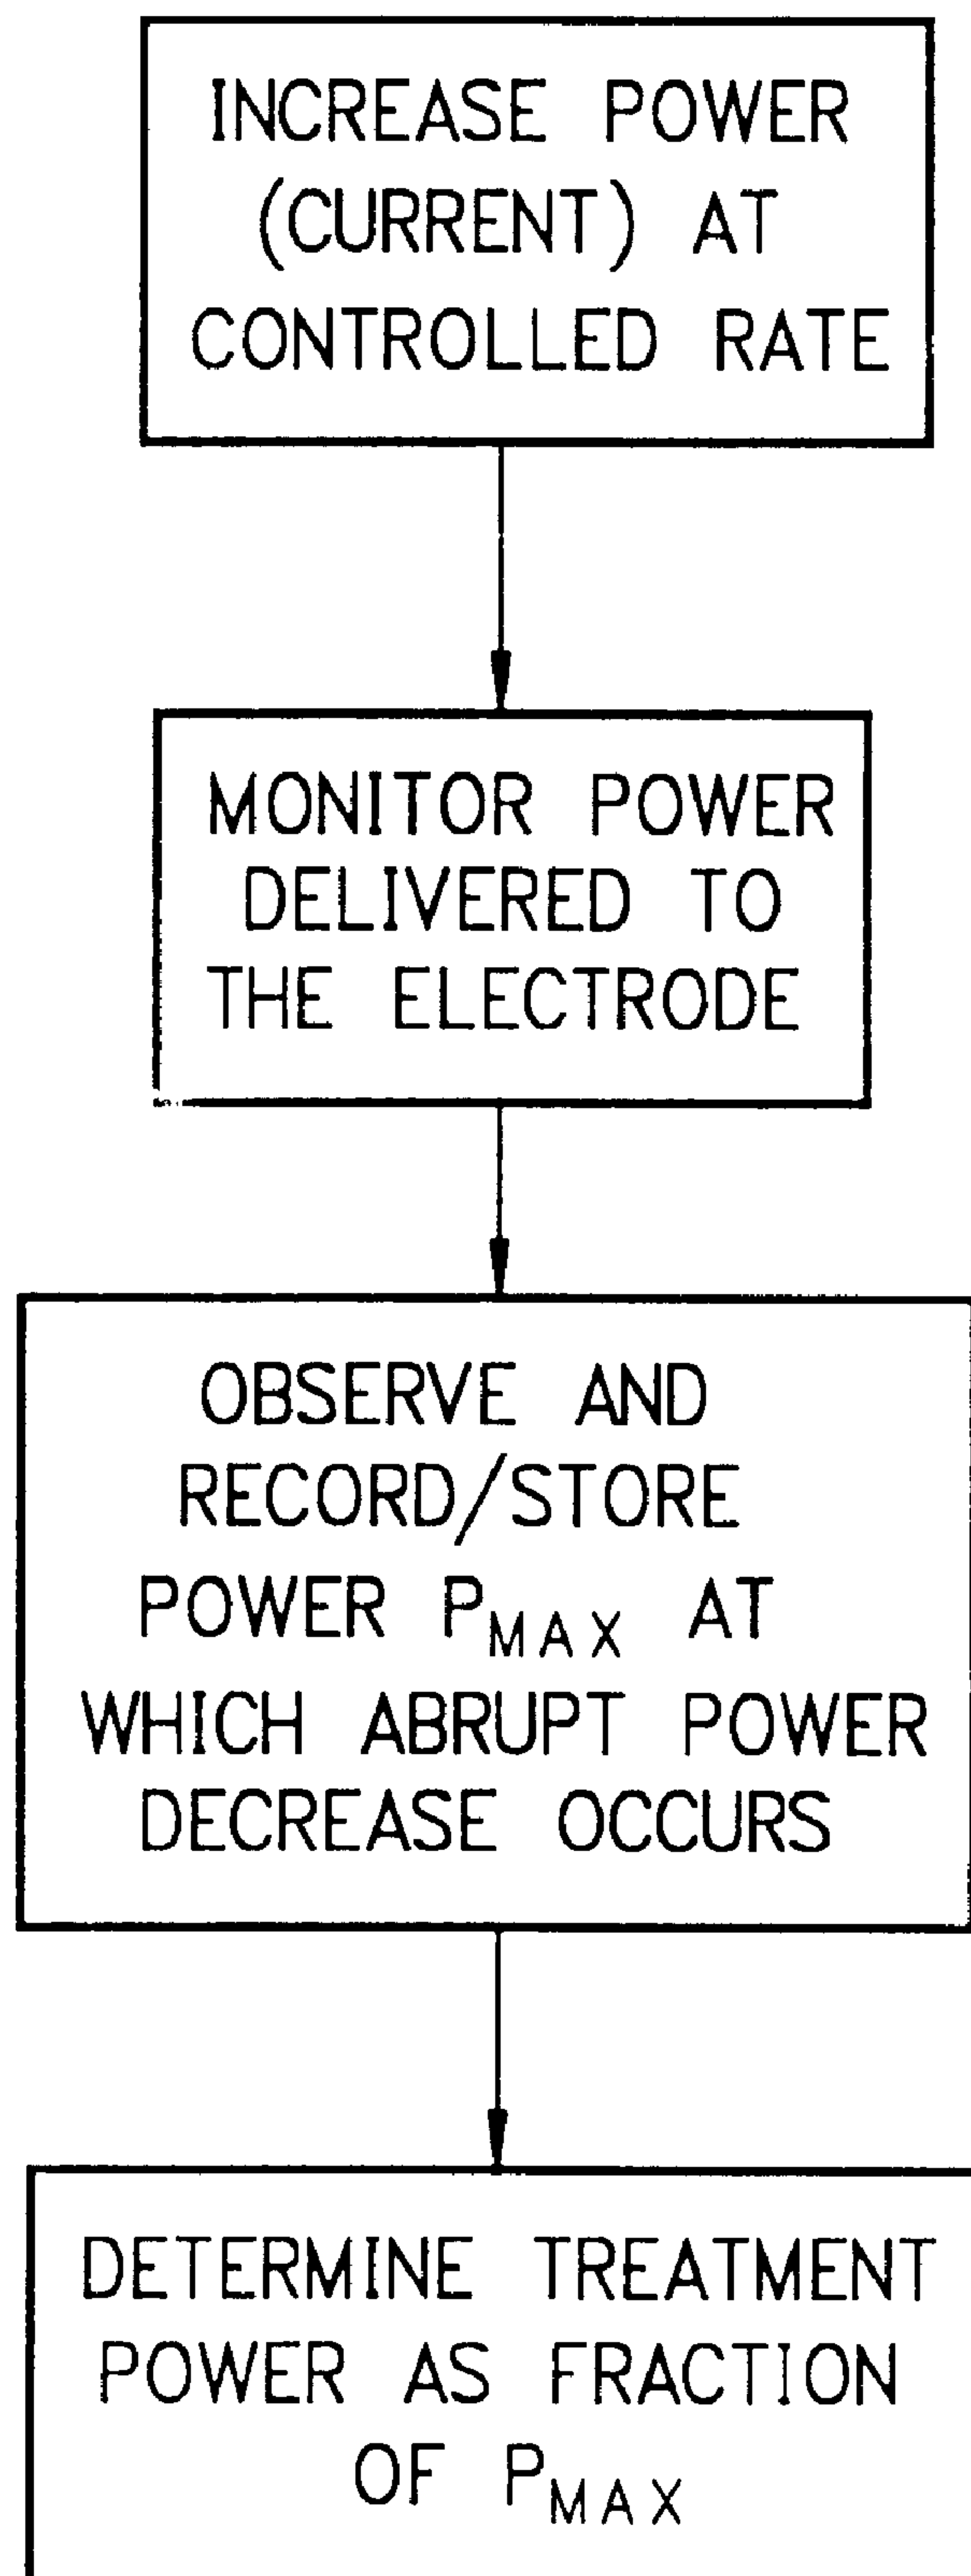 INCREASE POWER
(CURRENT) AT
CONTROLLED RATE
MONITOR POWER
DELIVERED TO
THE ELECTRODE
OBSERVE AND
RECORD/STORE
POWER PMAX AT
WHICH ABRUPT POWER
DECREASE OCCURS
DETERMINE TREATMENT
POWER AS FRACTION
OF PMAX